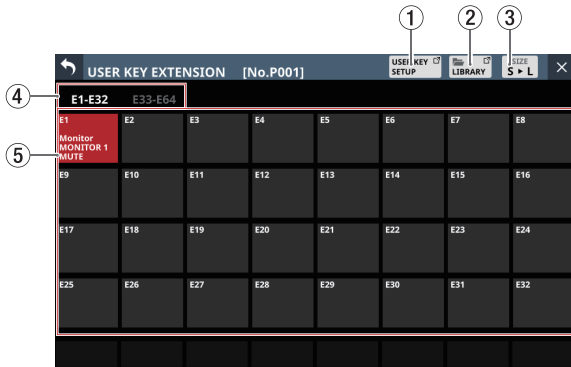 ① ② ③
USER KEY EXTENSION [No.P001]
USER KEY
SETUP
LIBRARY
SIZE
S ▶ L
×
④
E1-E32 E33-E64
E1 E2 E3 E4 E5 E6 E7 E8
Monitor
MONITOR 1
MUTE
⑤
E9 E10 E11 E12 E13 E14 E15 E16
E17 E18 E19 E20 E21 E22 E23 E24
E25 E26 E27 E28 E29 E30 E31 E32